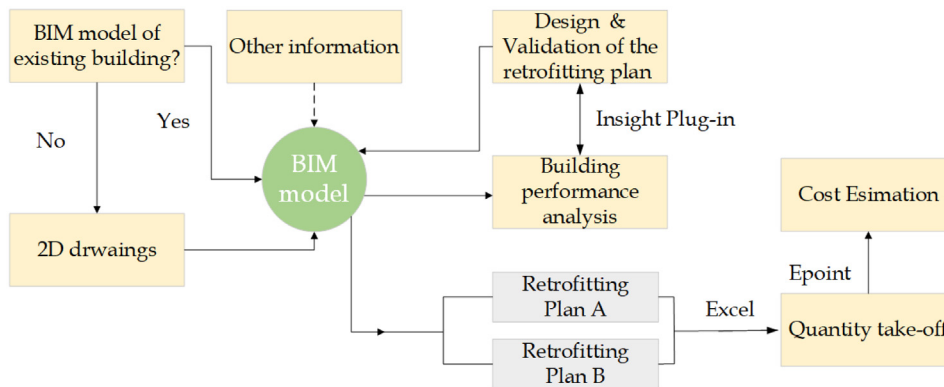 BIM model of
existing building?
Other information
Design & 
Validation of the
retrofitting plan
No
Yes
Insight Plug-in
BIM
model
Building
performance
analysis
Cost Esimation
2D drwaings
Epoint
Retrofitting
Plan A
Excel
Quantity take-off
Retrofitting
Plan B